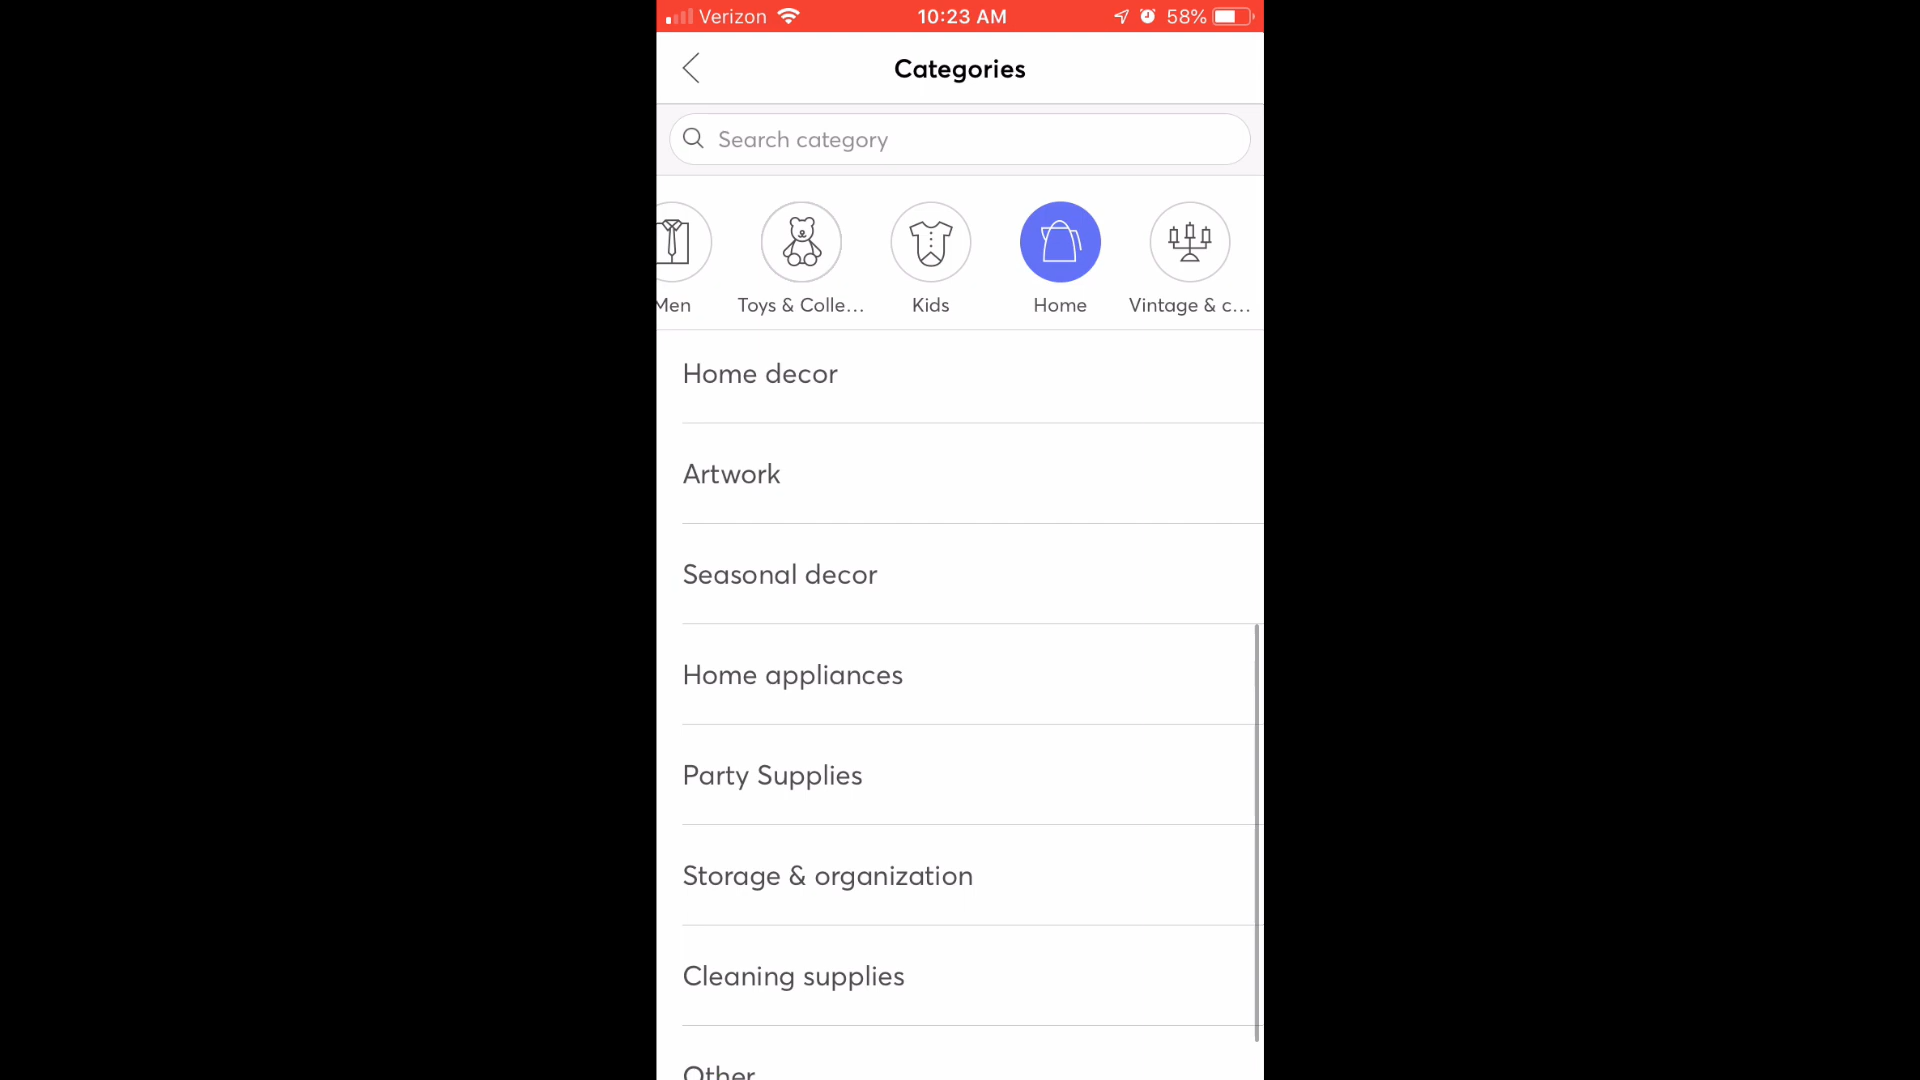 Verizon 10:23 AM 58%
Categories
Search category
Men Toys & Colle... Kids Home Vintage & c...
Home decor
Artwork
Seasonal decor
Home appliances
Party Supplies
Storage & organization
Cleaning supplies
Other